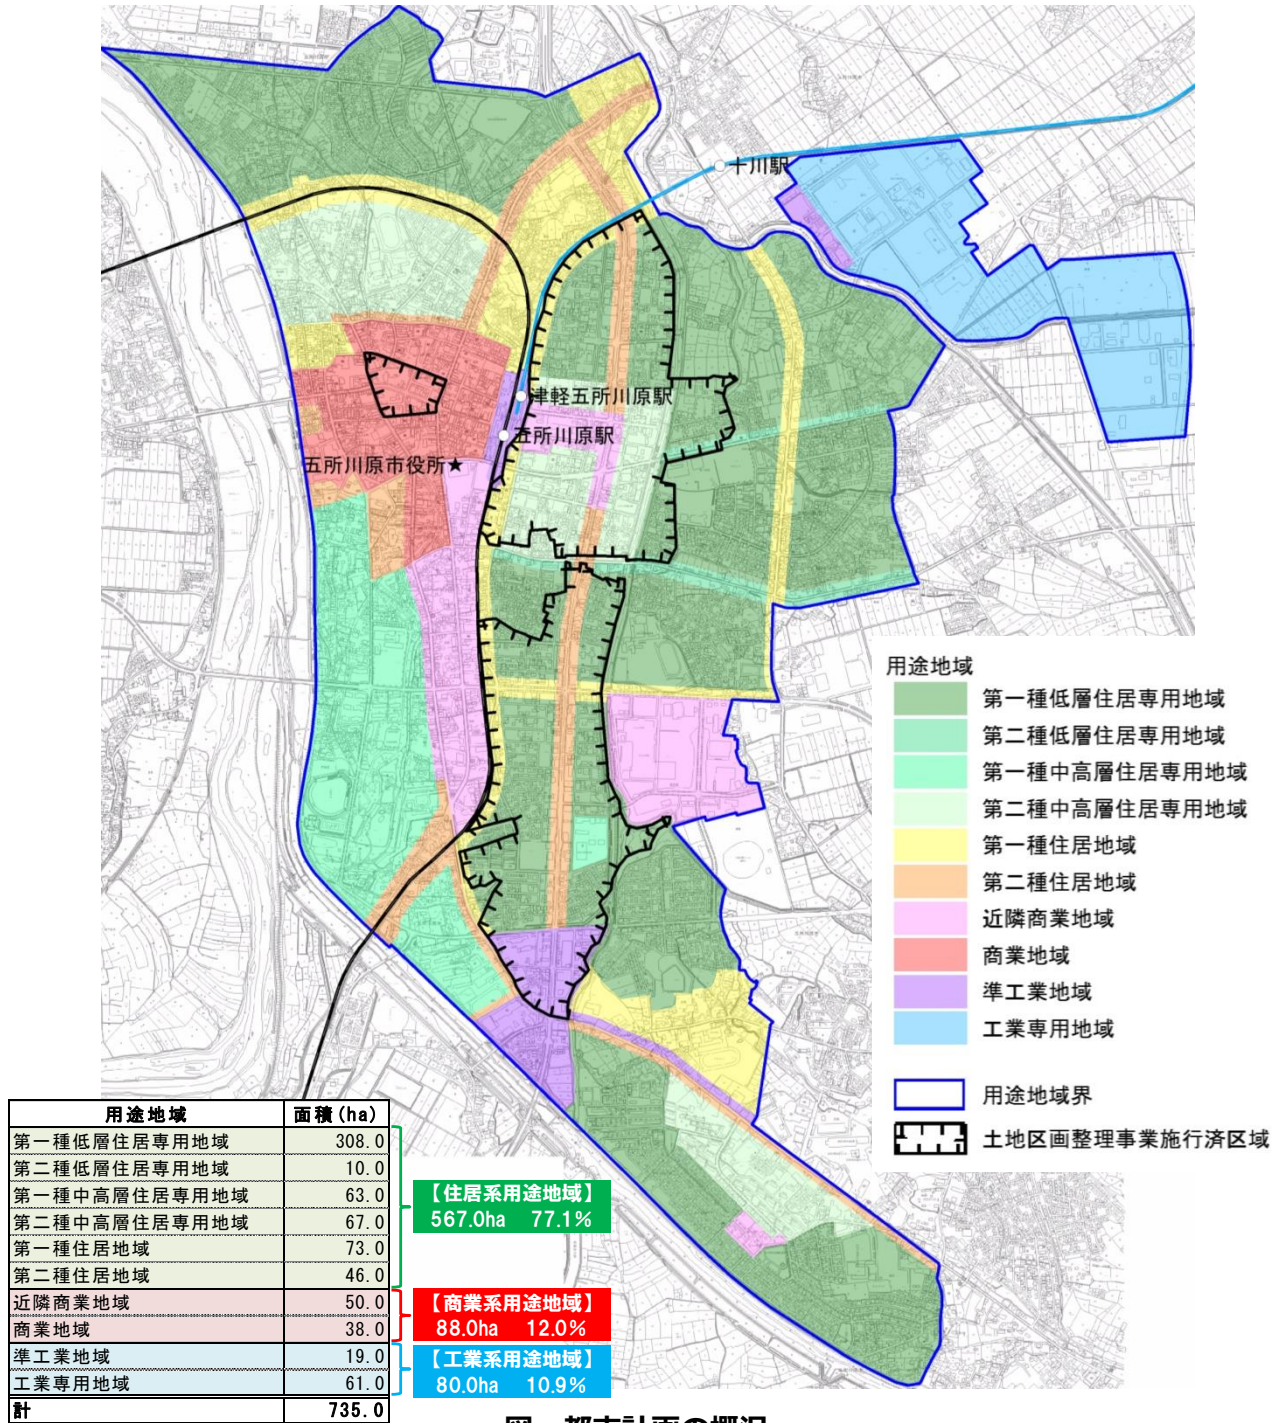 十川駅
津軽五所川原駅
五所川原駅
五所川原市役所★
用途地域
第一種低層住居専用地域
第二種低層住居専用地域
第一種中高層住居専用地域
第二種中高層住居専用地域
第一種住居地域
第二種住居地域
近隣商業地域
商業地域
準工業地域
工業専用地域
用途地域界
土地区画整理事業施行済区域
用途地域 面積(ha)
第一種低層住居専用地域 308.0
第二種低層住居専用地域 10.0
第一種中高層住居専用地域 63.0
第二種中高層住居専用地域 67.0
第一種住居地域 73.0
第二種住居地域 46.0
近隣商業地域 50.0
商業地域 38.0
準工業地域 19.0
工業専用地域 61.0
計 735.0
【住居系用途地域】
567.0ha 77.1%
【商業系用途地域】
88.0ha 12.0%
【工業系用途地域】
80.0ha 10.9%
図 都市計画の概況